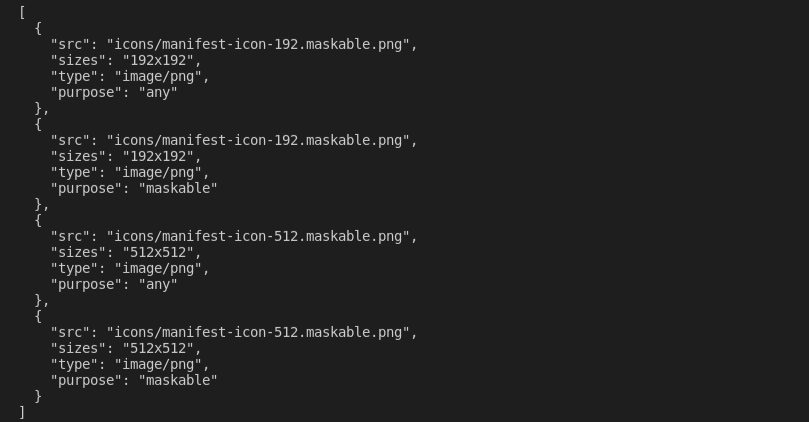 [
  {
    "src": "icons/manifest-icon-192.maskable.png",
    "sizes": "192x192",
    "type": "image/png",
    "purpose": "any"
  },
  {
    "src": "icons/manifest-icon-192.maskable.png",
    "sizes": "192x192",
    "type": "image/png",
    "purpose": "maskable"
  },
  {
    "src": "icons/manifest-icon-512.maskable.png",
    "sizes": "512x512",
    "type": "image/png",
    "purpose": "any"
  },
  {
    "src": "icons/manifest-icon-512.maskable.png",
    "sizes": "512x512",
    "type": "image/png",
    "purpose": "maskable"
  }
]